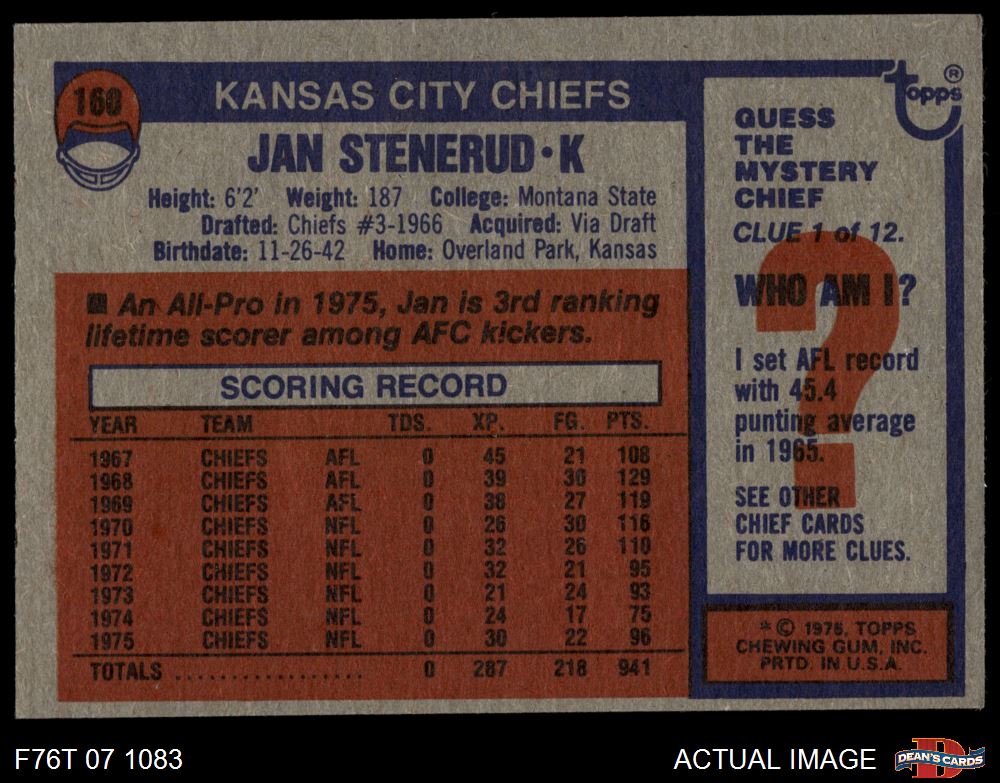 160
KANSAS CITY CHIEFS
JAN STENERUD • K
Height: 6'2' Weight: 187 College: Montana State
Drafted: Chiefs #3-1966 Acquired: Via Draft
Birthdate: 11-26-42 Home: Overland Park, Kansas
An All-Pro in 1975, Jan is 3rd ranking
lifetime scorer among AFC kickers.
SCORING RECORD
YEAR TEAM TDS. XP. FG. PTS.
1967 CHIEFS AFL 0 45 21 108
1968 CHIEFS AFL 0 39 30 129
1969 CHIEFS AFL 0 38 27 119
1970 CHIEFS NFL 0 26 30 116
1971 CHIEFS NFL 0 32 26 110
1972 CHIEFS NFL 0 32 21 95
1973 CHIEFS NFL 0 21 24 93
1974 CHIEFS NFL 0 24 17 75
1975 CHIEFS NFL 0 30 22 96
TOTALS .................. 0 287 218 941
topps ®
GUESS
THE
MYSTERY
CHIEF
CLUE 1 of 12.
WHO AM I?
?
I set AFL record
with 45.4
punting average
in 1965.
SEE OTHER
CHIEF CARDS
FOR MORE CLUES.
* © 1976, TOPPS
CHEWING GUM, INC.
PRTD. IN U.S.A.
F76T 07 1083
ACTUAL IMAGE
D
DEAN'S CARDS